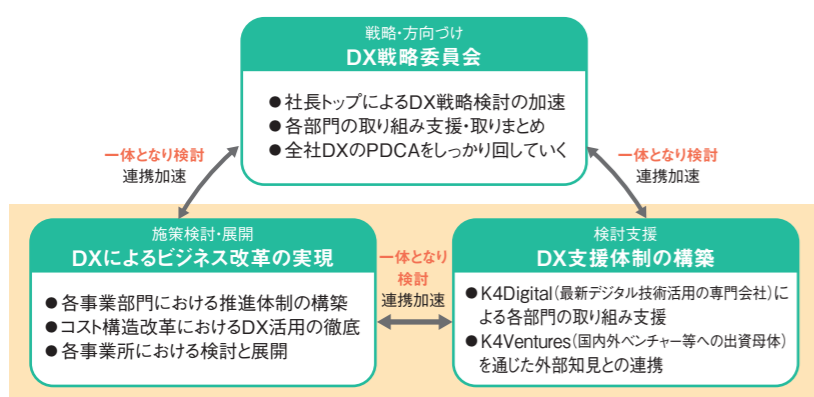 戦略・方向づけ
DX戦略委員会
●社長トップによるDX戦略検討の加速
●各部門の取り組み支援・取りまとめ
●全社DXのPDCAをしっかり回していく
一体となり検討
連携加速
一体となり検討
連携加速
施策検討・展開
DXによるビジネス改革の実現
●各事業部門における推進体制の構築
●コスト構造改革におけるDX活用の徹底
●各事業所における検討と展開
一体となり
検討
連携加速
検討支援
DX支援体制の構築
●K4Digital(最新デジタル技術活用の専門会社)に
よる各部門の取り組み支援
●K4Ventures(国内外ベンチャー等への出資母体)
を通じた外部知見との連携